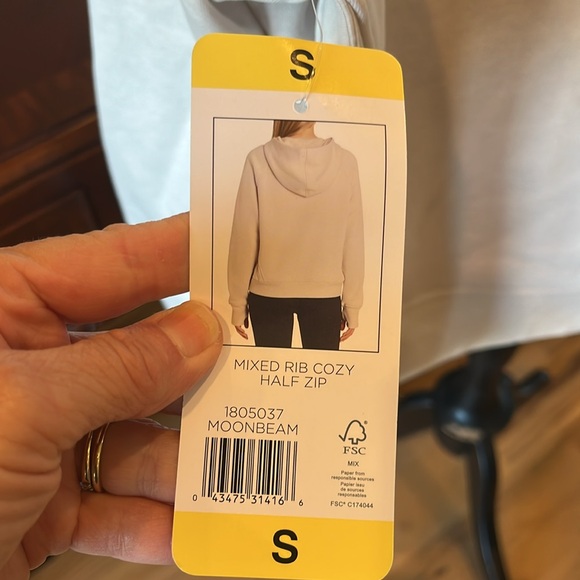 S
MIXED RIB COZY
HALF ZIP
1805037
MOONBEAM
0 43475 31416 6
FSC
MIX
Paper from
responsible sources
Papier issu
de sources
responsables
FSC® C174044
S